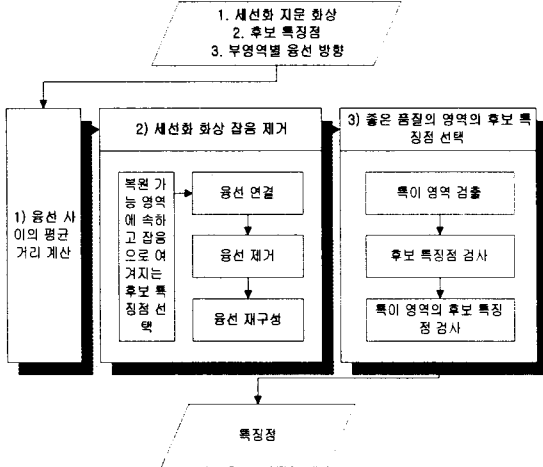 1. 세선화 지문 화상
2. 후보 특징점
3. 부영역별 융선 방향
1) 융선 사
이의 평균
거리 계산
2) 세선화 화상 잡음 제거
복원 가
능 영역
에 속하
고 잡음
으로 여
겨지는
후보 특
징점 선
택
융선 연결
융선 제거
융선 재구성
3) 좋은 품질의 영역의 후보 특
징점 선택
특이 영역 검출
후보 특징점 검사
특이 영역의 후보 특징
점 검사
특징점